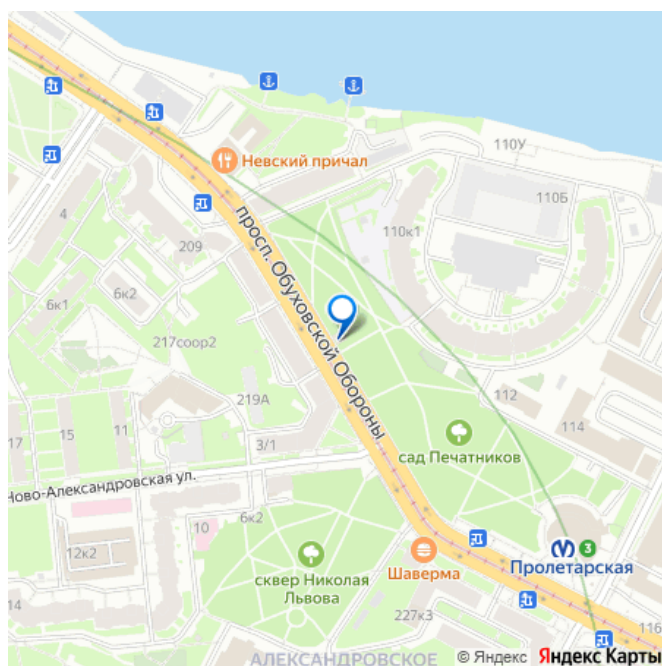 110У
Невский причал
110Б
4
просп. Обуховской Обороны
110к1
209
6к1
6к2
217соор2
219А
112
17
15
11
3/1
114
сад Печатников
Ново-Александровская ул.
10
6к2
12к2
3
Пролетарская
сквер Николая
Львова
Шаверма
14
227к3
116
АЛЕКСАНДРОВСКОЕ
© Яндекс Яндекс Карты